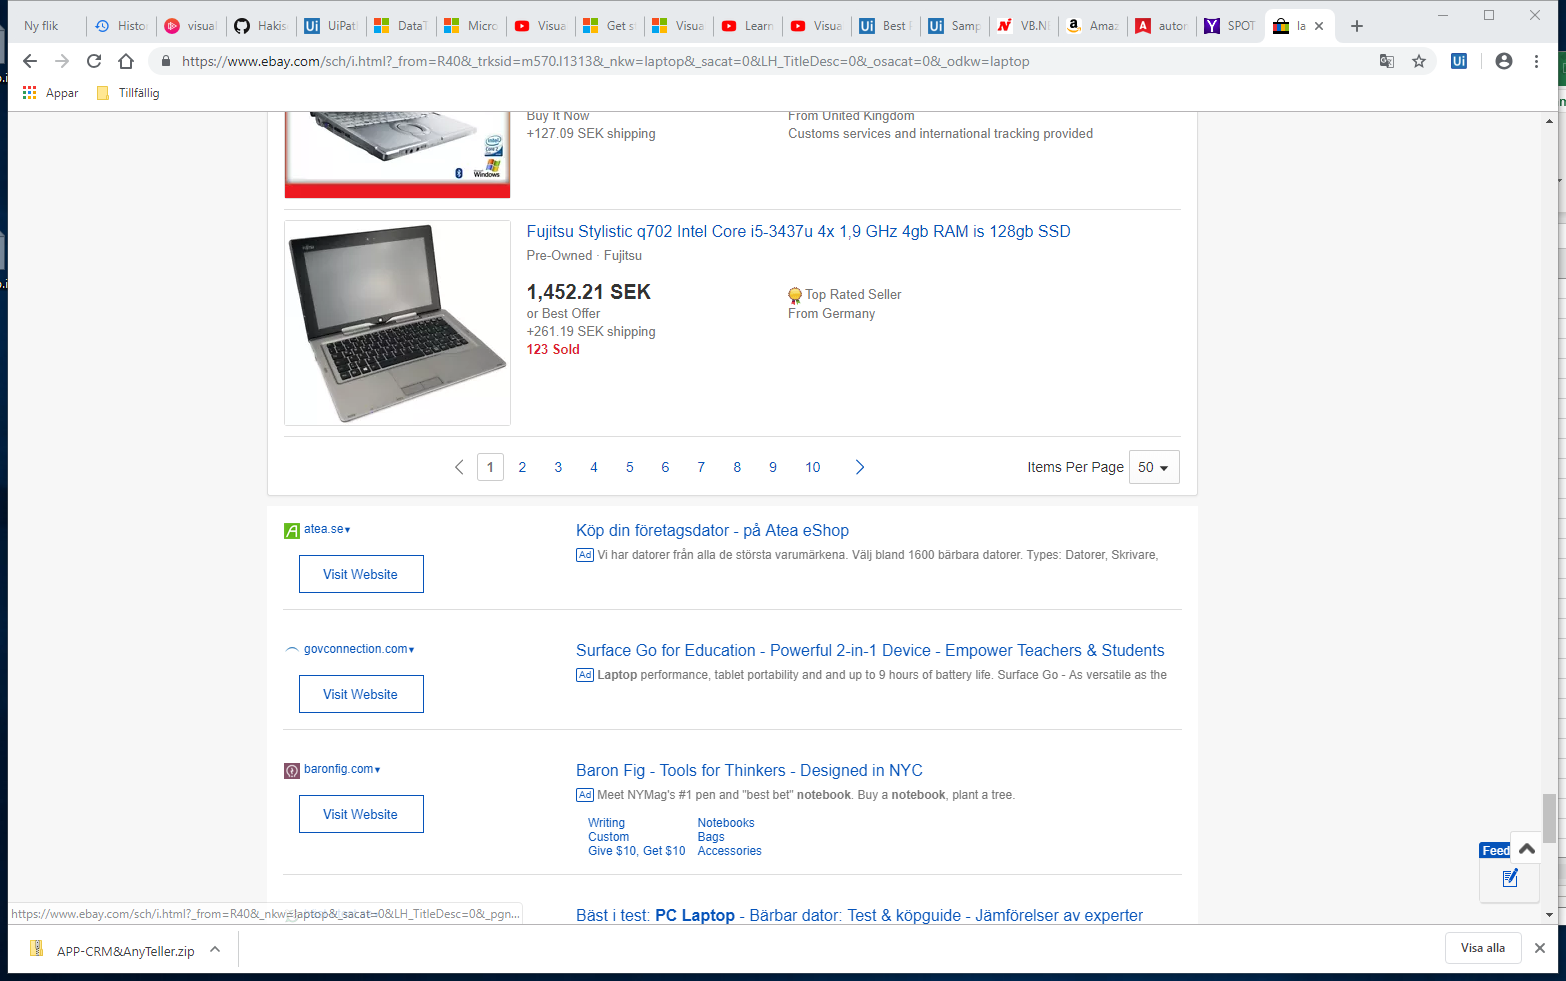 Ny flik
Histo
visual
Hakis
UiPat
DataT
Micro
Visua
Get s
Visua
Learn
Visua
Best
Samp
VB.NE
Amaz
autor
SPOT
la
https://www.ebay.com/sch/i.html?_from=R40&_trksid=m570.l1313&_nkw=laptop&_sacat=0&LH_TitleDesc=0&_osacat=0&_odkw=laptop
Ui
Appar
Tillfällig
Buy It Now
From United Kingdom
+127.09 SEK shipping
Customs services and international tracking provided
Windows
Fujitsu Stylistic q702 Intel Core i5-3437u 4x 1,9 GHz 4gb RAM is 128gb SSD
Pre-Owned · Fujitsu
1,452.21 SEK
Top Rated Seller
or Best Offer
From Germany
+261.19 SEK shipping
123 Sold
1 2 3 4 5 6 7 8 9 10
Items Per Page 50
atea.se
Köp din företagsdator - på Atea eShop
Ad Vi har datorer från alla de största varumärkena. Välj bland 1600 bärbara datorer. Types: Datorer, Skrivare,
Visit Website
govconnection.com
Surface Go for Education - Powerful 2-in-1 Device - Empower Teachers & Students
Ad Laptop performance, tablet portability and and up to 9 hours of battery life. Surface Go - As versatile as the
Visit Website
baronfig.com
Baron Fig - Tools for Thinkers - Designed in NYC
Ad Meet NYMag's #1 pen and "best bet" notebook. Buy a notebook, plant a tree.
Visit Website
Writing Notebooks
Custom Bags
Give $10, Get $10 Accessories
Feed
Bäst i test: PC Laptop - Bärbar dator: Test & köpguide - Jämförelser av experter
https://www.ebay.com/sch/i.html?_from=R40&_nkw=laptop&_sacat=0&LH_TitleDesc=0&_pgn...
APP-CRM&AnyTeller.zip
Visa alla